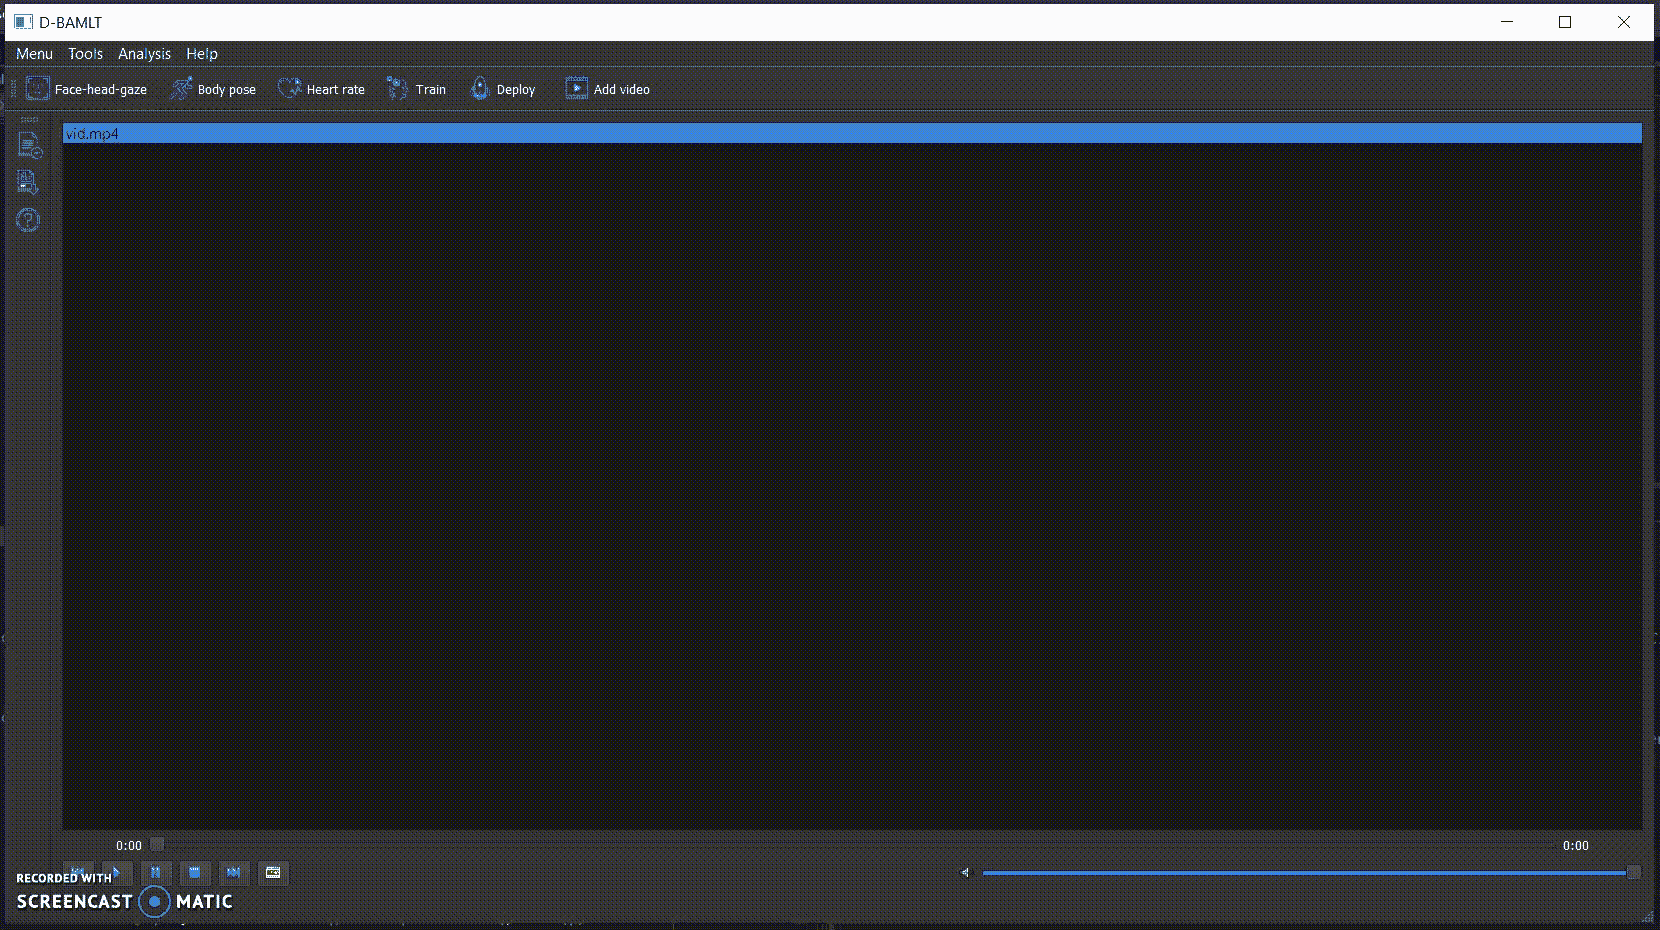 D-BAMLT
Menu Tools Analysis Help
Face-head-gaze Body pose Heart rate Train Deploy Add video
vid.mp4
0:00 0:00
RECORDED WITH
SCREENCAST MATIC